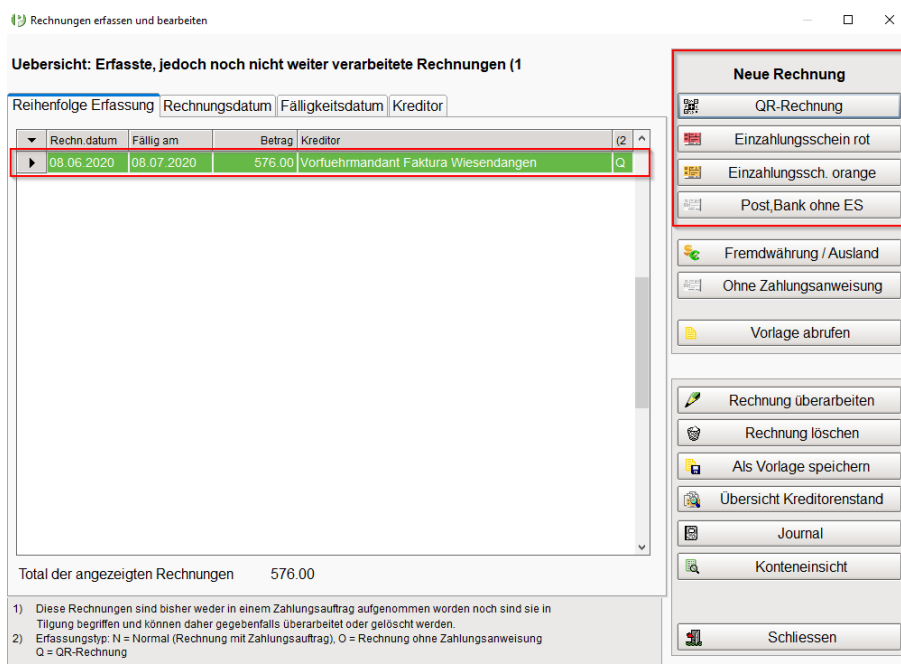 Rechnungen erfassen und bearbeiten
Uebersicht: Erfasste, jedoch noch nicht weiter verarbeitete Rechnungen (1
Reihenfolge Erfassung Rechnungsdatum Fälligkeitsdatum Kreditor
Rechn.datum Fällig am Betrag Kreditor (2
08.06.2020 08.07.2020 576.00 Vorfuehrmandant Faktura Wiesendangen Q
Total der angezeigten Rechnungen 576.00
1) Diese Rechnungen sind bisher weder in einem Zahlungsauftrag aufgenommen worden noch sind sie in
Tilgung begriffen und können daher gegebenfalls überarbeitet oder gelöscht werden.
2) Erfassungstyp: N = Normal (Rechnung mit Zahlungsauftrag), O = Rechnung ohne Zahlungsanweisung
Q = QR-Rechnung
Neue Rechnung
QR-Rechnung
Einzahlungsschein rot
Einzahlungssch. orange
Post,Bank ohne ES
Fremdwährung / Ausland
Ohne Zahlungsanweisung
Vorlage abrufen
Rechnung überarbeiten
Rechnung löschen
Als Vorlage speichern
Übersicht Kreditorenstand
Journal
Konteneinsicht
Schliessen